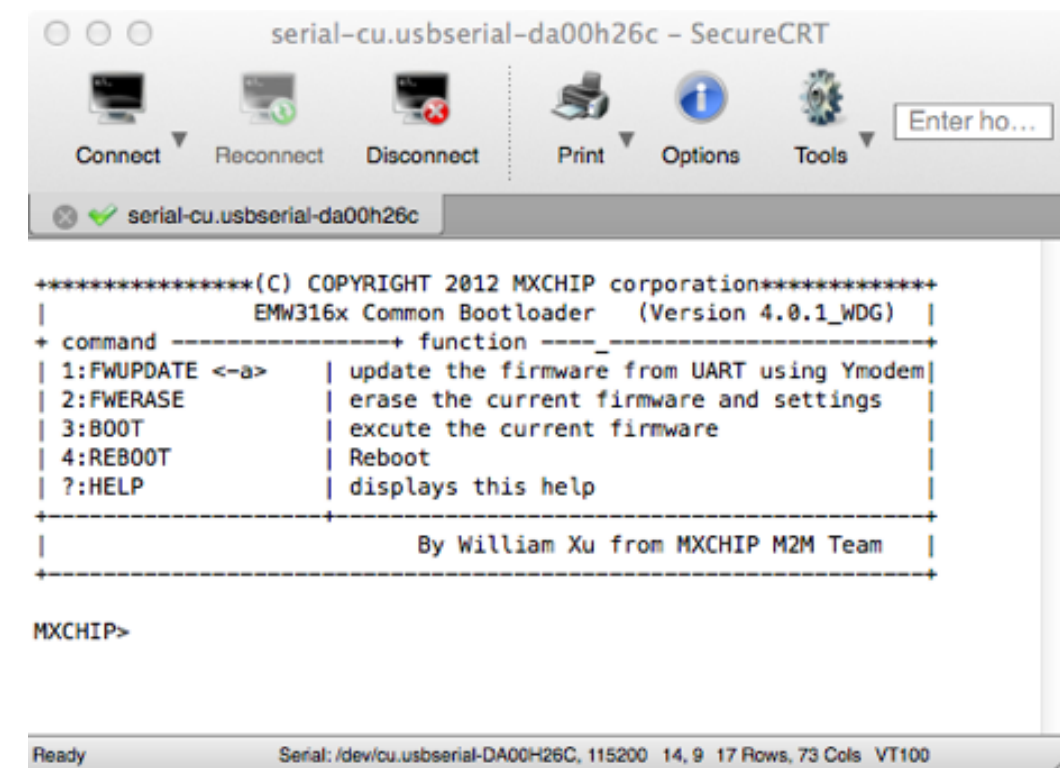 serial-cu.usbserial-da00h26c – SecureCRT
Connect Reconnect Disconnect Print Options Tools Enter ho...
serial-cu.usbserial-da00h26c
+***************(C) COPYRIGHT 2012 MXCHIP corporation************+
|               EMW316x Common Bootloader   (Version 4.0.1_WDG)  |
+ command ----------------+ function ----_-----------------------+
| 1:FWUPDATE <-a>    | update the firmware from UART using Ymodem|
| 2:FWERASE          | erase the current firmware and settings   |
| 3:BOOT             | excute the current firmware               |
| 4:REBOOT           | Reboot                                    |
| ?:HELP             | displays this help                        |
+--------------------+-------------------------------------------+
|                           By William Xu from MXCHIP M2M Team   |
+----------------------------------------------------------------+
MXCHIP>
Ready Serial: /dev/cu.usbserial-DA00H26C, 115200 14, 9 17 Rows, 73 Cols VT100